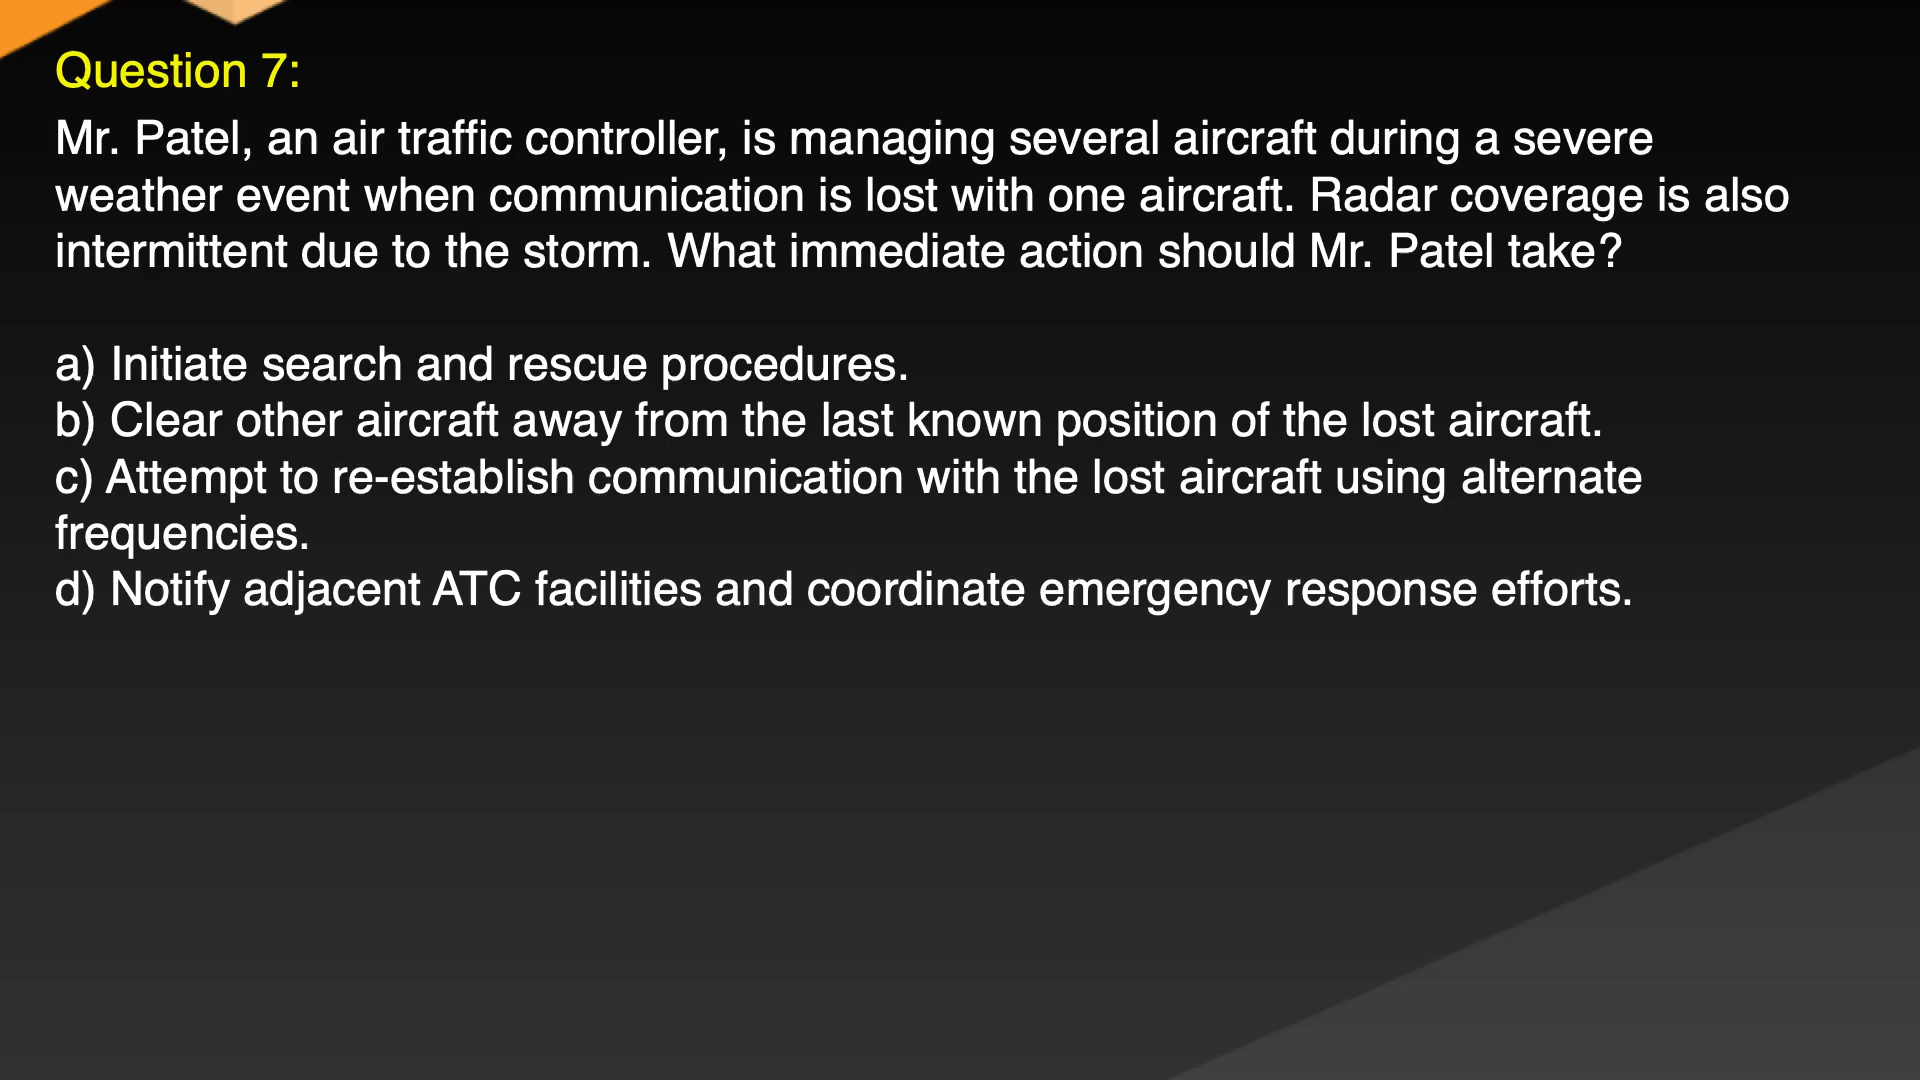 Question 7:
Mr. Patel, an air traffic controller, is managing several aircraft during a severe
weather event when communication is lost with one aircraft. Radar coverage is also
intermittent due to the storm. What immediate action should Mr. Patel take?
a) Initiate search and rescue procedures.
b) Clear other aircraft away from the last known position of the lost aircraft.
c) Attempt to re-establish communication with the lost aircraft using alternate
frequencies.
d) Notify adjacent ATC facilities and coordinate emergency response efforts.